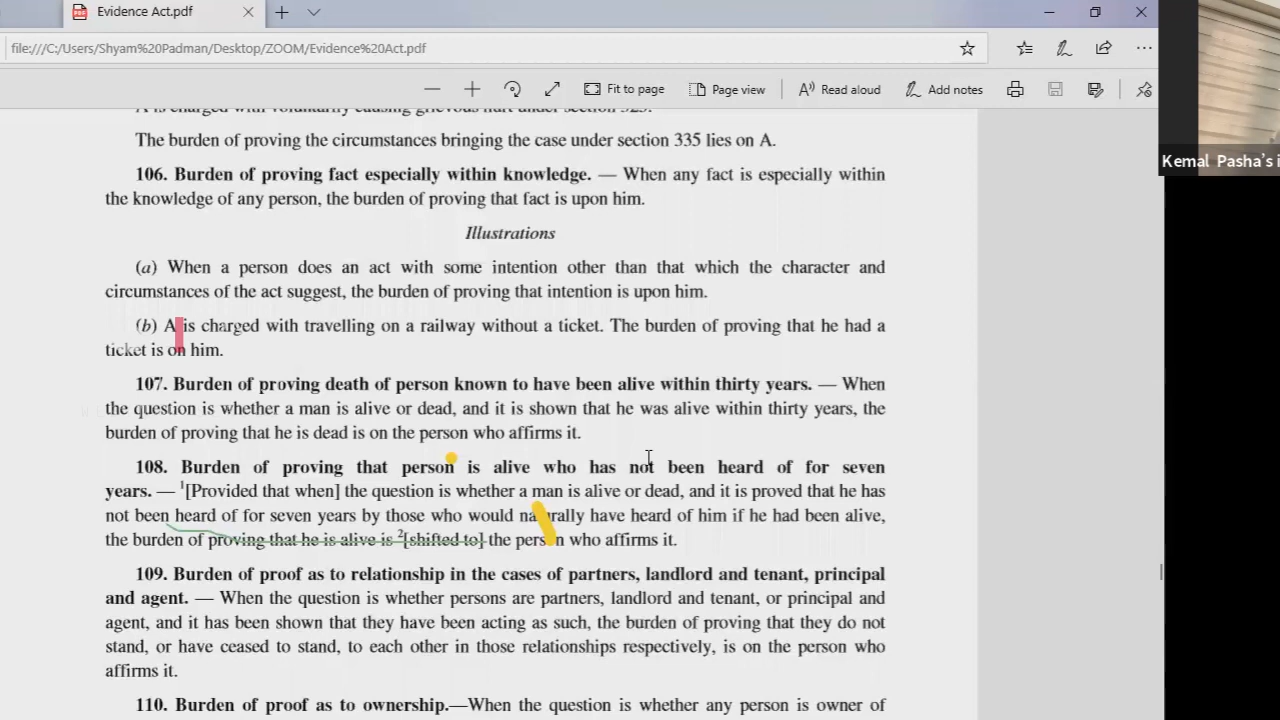 Evidence Act.pdf
file:///C:/Users/Shyam%20Padman/Desktop/ZOOM/Evidence%20Act.pdf
Fit to page
Page view
Read aloud
Add notes
A is charged with voluntarily causing grievous hurt under section 325.
The burden of proving the circumstances bringing the case under section 335 lies on A.
106. Burden of proving fact especially within knowledge. — When any fact is especially within
the knowledge of any person, the burden of proving that fact is upon him.
Illustrations
(a) When a person does an act with some intention other than that which the character and
circumstances of the act suggest, the burden of proving that intention is upon him.
(b) A is charged with travelling on a railway without a ticket. The burden of proving that he had a
ticket is on him.
107. Burden of proving death of person known to have been alive within thirty years. — When
the question is whether a man is alive or dead, and it is shown that he was alive within thirty years, the
burden of proving that he is dead is on the person who affirms it.
108. Burden of proving that person is alive who has not been heard of for seven
years. — 1[Provided that when] the question is whether a man is alive or dead, and it is proved that he has
not been heard of for seven years by those who would naturally have heard of him if he had been alive,
the burden of proving that he is alive is 2[shifted to] the person who affirms it.
109. Burden of proof as to relationship in the cases of partners, landlord and tenant, principal
and agent. — When the question is whether persons are partners, landlord and tenant, or principal and
agent, and it has been shown that they have been acting as such, the burden of proving that they do not
stand, or have ceased to stand, to each other in those relationships respectively, is on the person who
affirms it.
110. Burden of proof as to ownership.—When the question is whether any person is owner of
Kemal Pasha's i